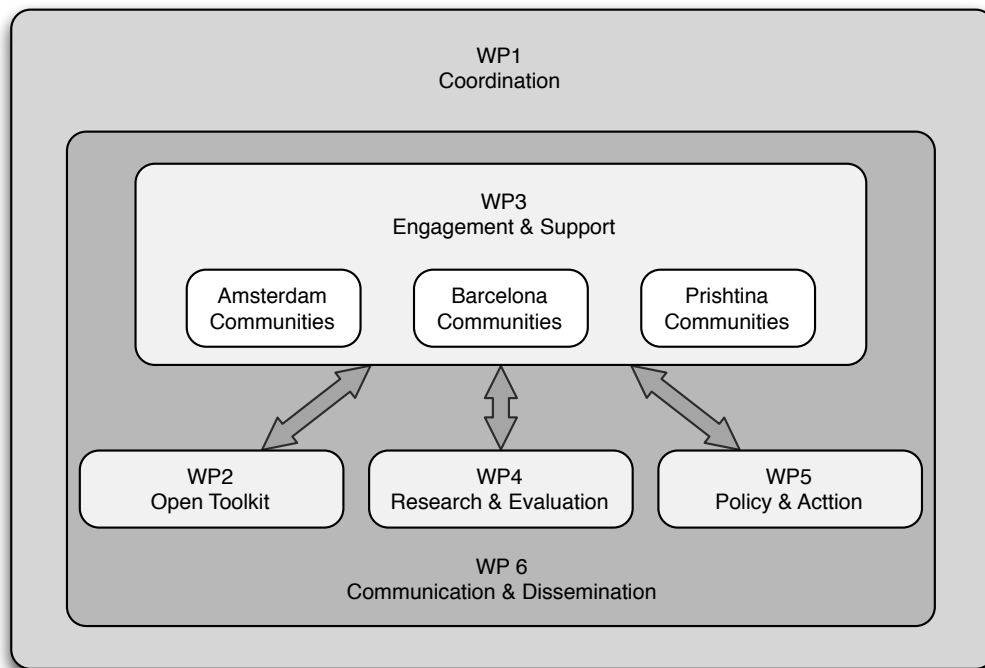 WP1
Coordination
WP3
Engagement & Support
Amsterdam
Communities
Barcelona
Communities
Prishtina
Communities
WP2
Open Toolkit
WP4
Research & Evaluation
WP5
Policy & Acttion
WP 6
Communication & Dissemination